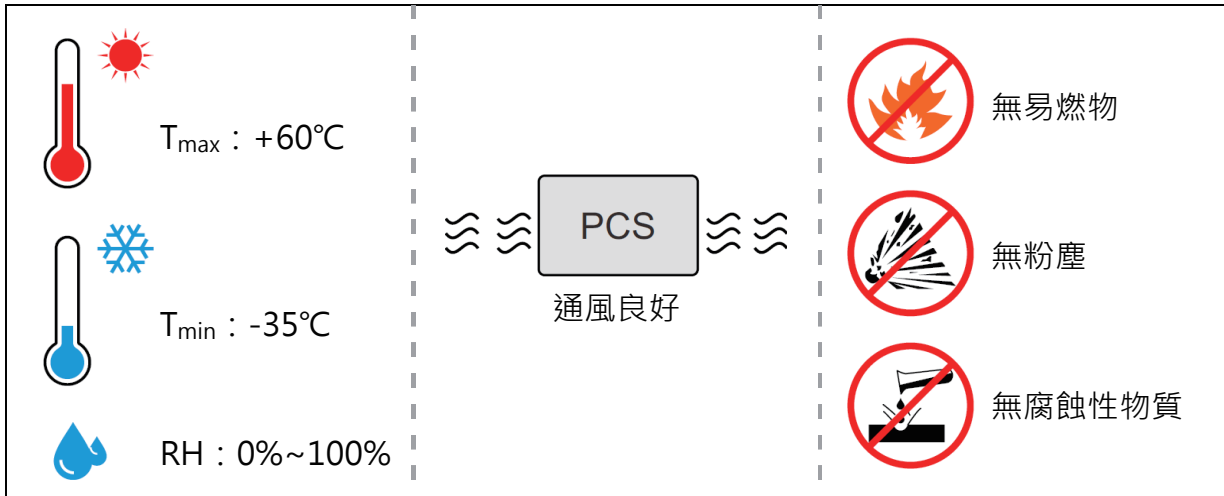 Tmax：+60℃
Tmin：-35℃
RH：0%~100%
PCS
通風良好
無易燃物
無粉塵
無腐蝕性物質